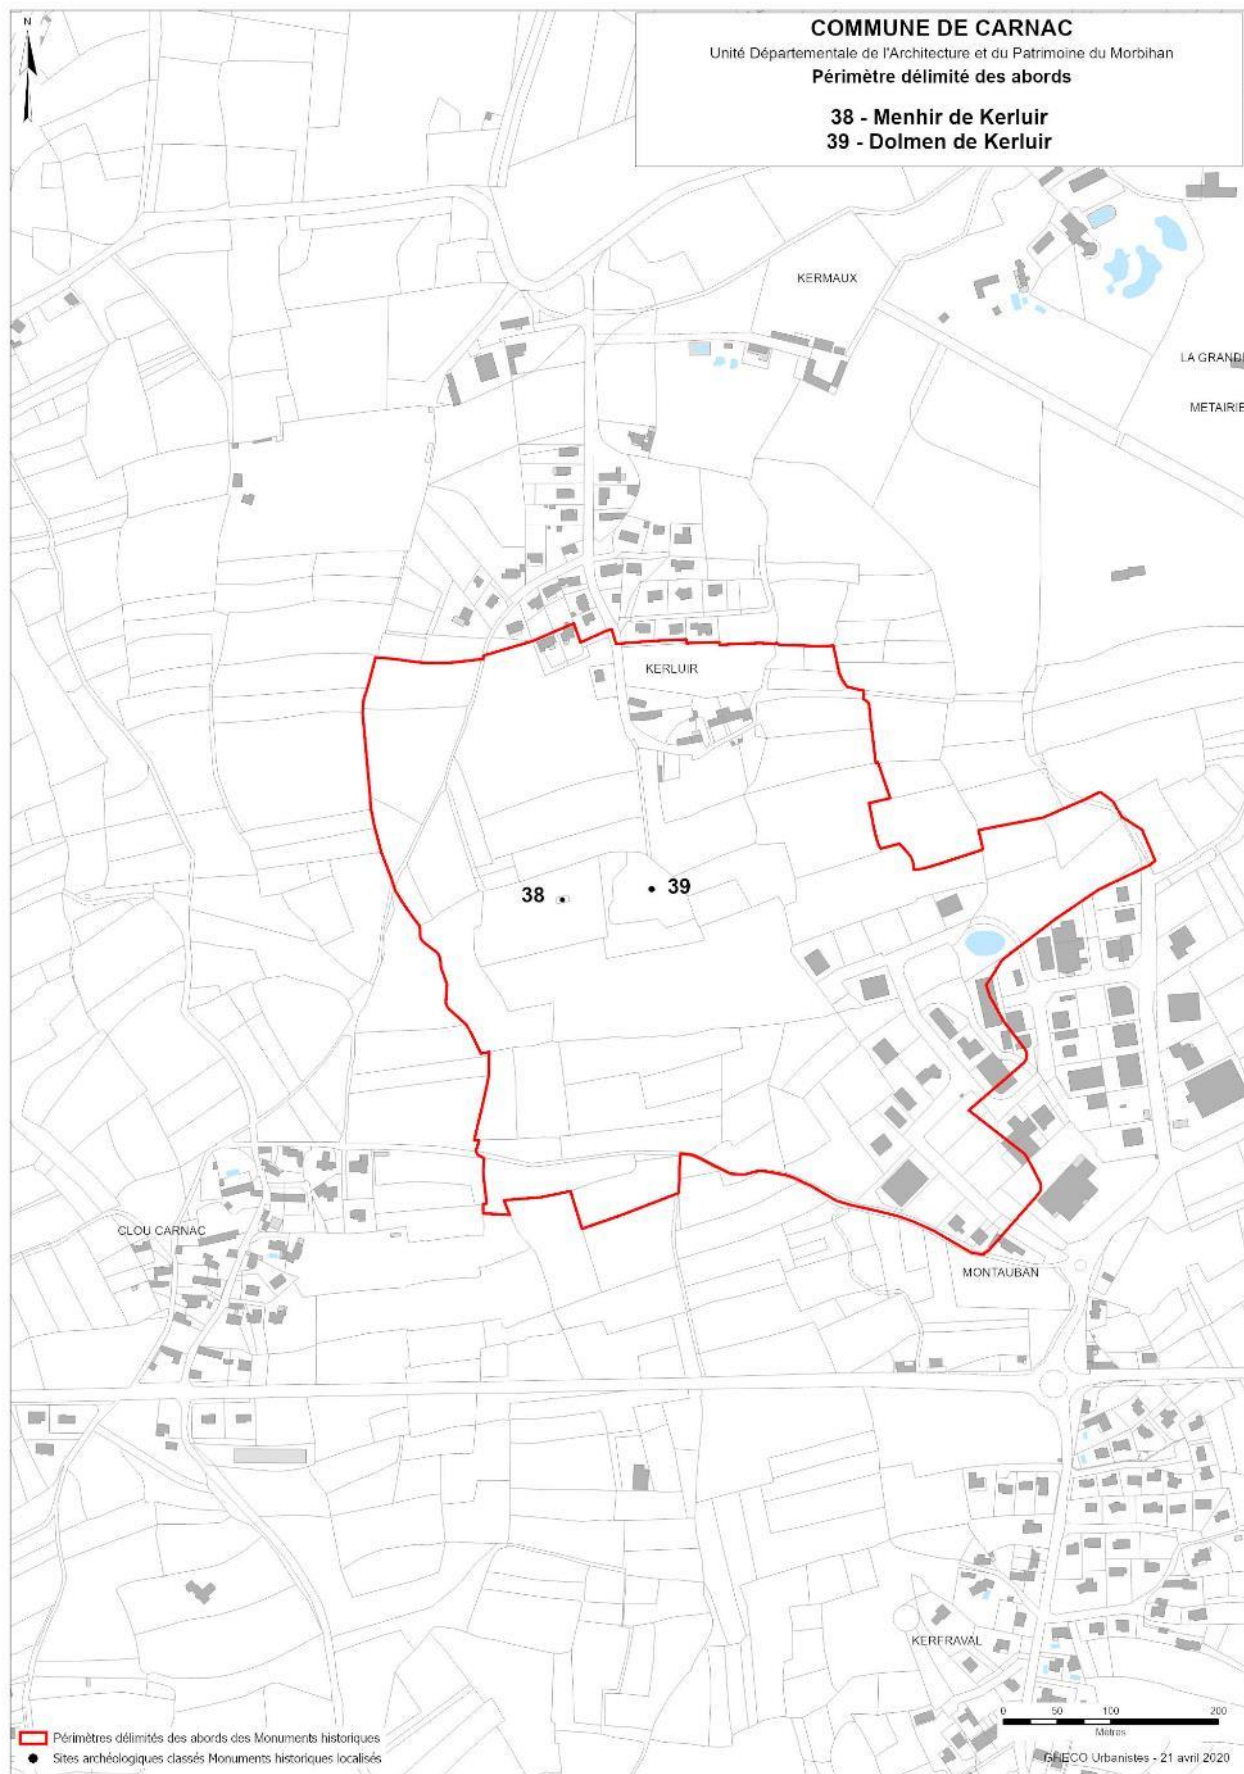 N
COMMUNE DE CARNAC
Unité Départementale de l'Architecture et du Patrimoine du Morbihan
Périmètre délimité des abords
38 - Menhir de Kerluir
39 - Dolmen de Kerluir
KERMAUX
LA GRANDE
METAIRIE
KERLUIR
38
39
CLOU CARNAC
MONTAUBAN
KERFRAVAL
0 50 100 200
Mètres
Périmètres délimités des abords des Monuments historiques
Sites archéologiques classés Monuments historiques localisés
GHECO Urbanistes - 21 avril 2020